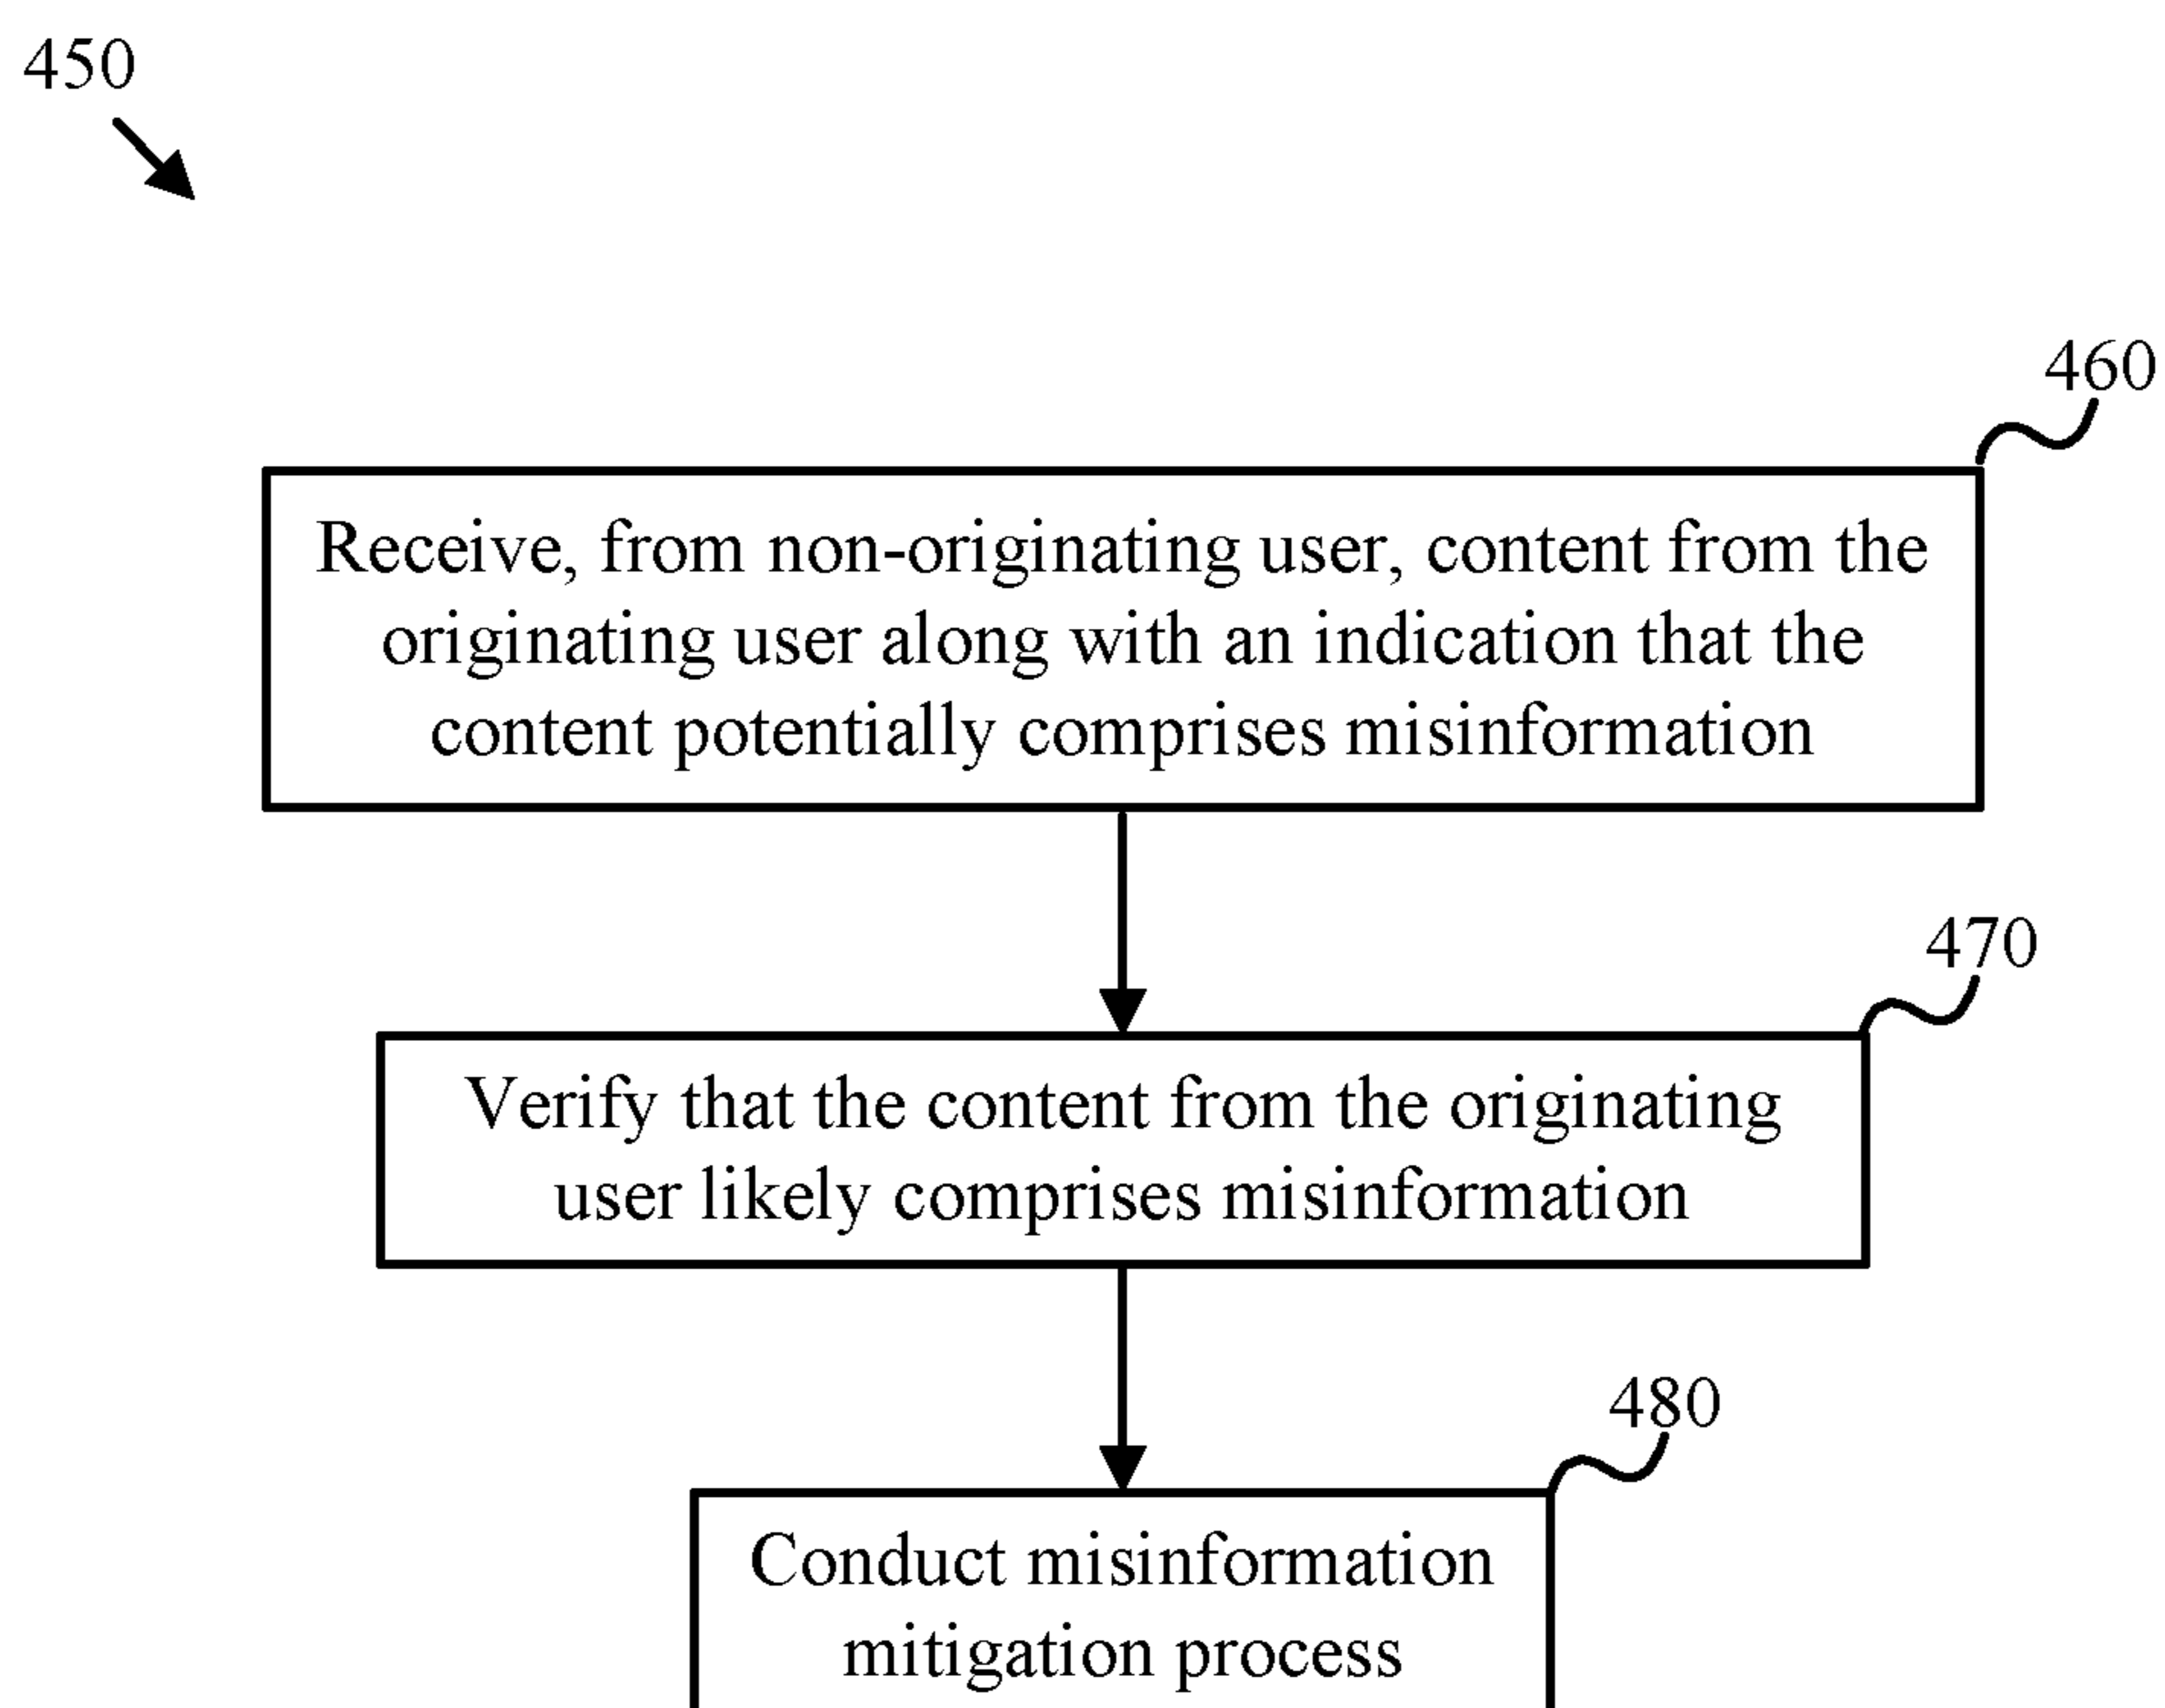 450
460
Receive, from non-originating user, content from the
originating user along with an indication that the
content potentially comprises misinformation
470
Verify that the content from the originating
user likely comprises misinformation
480
Conduct misinformation
mitigation process